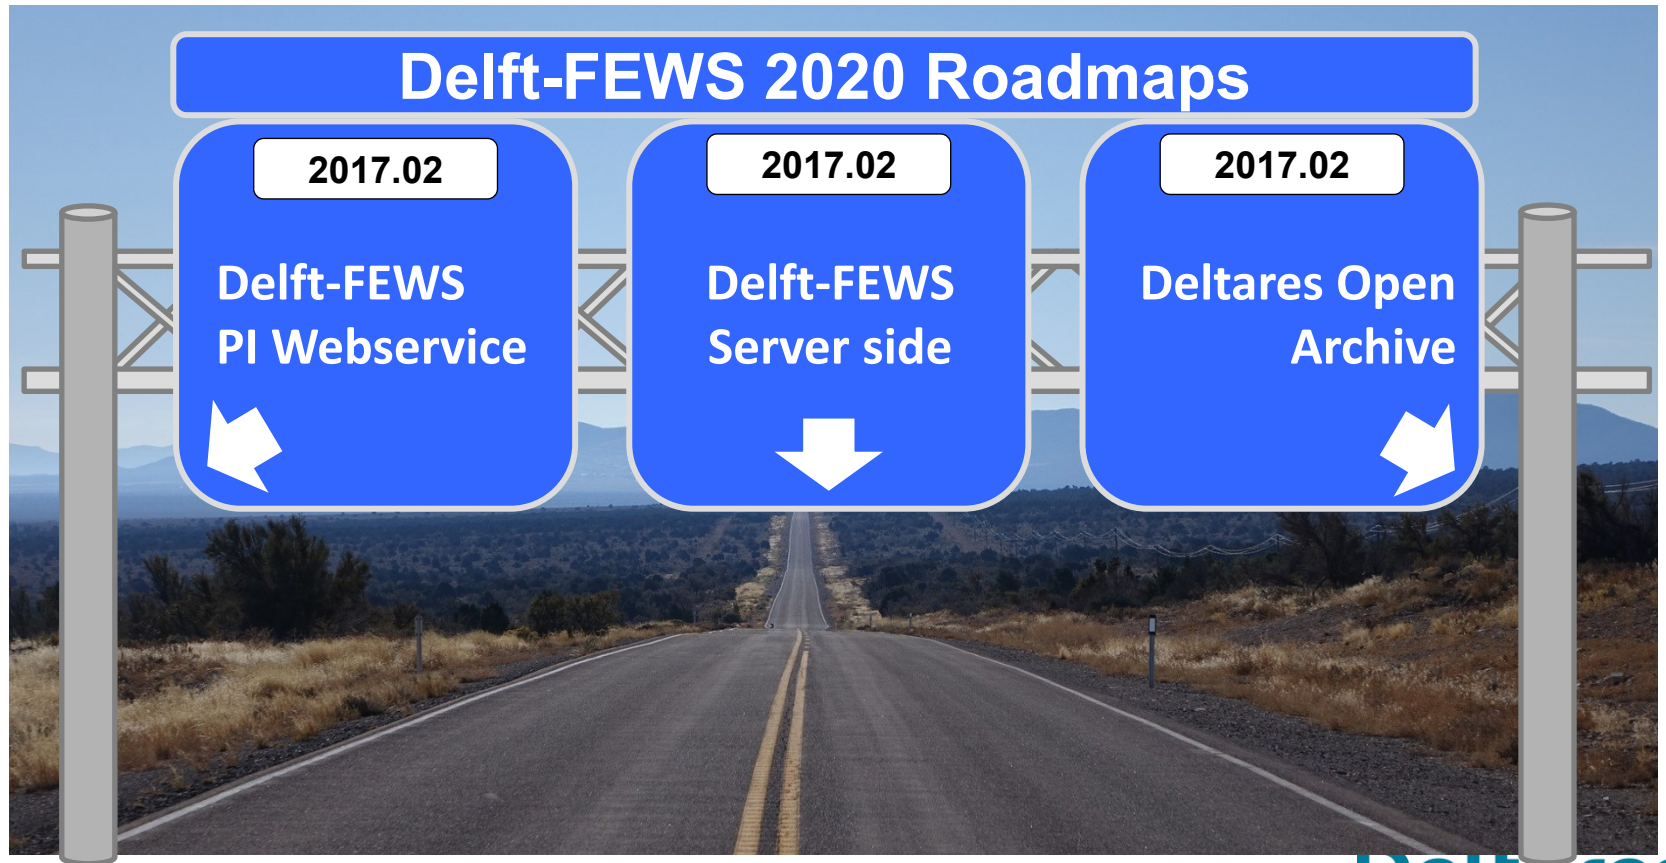 Delft-FEWS 2020 Roadmaps
2017.02
Delft-FEWS
PI Webservice
2017.02
Delft-FEWS
Server side
2017.02
Deltares Open
Archive